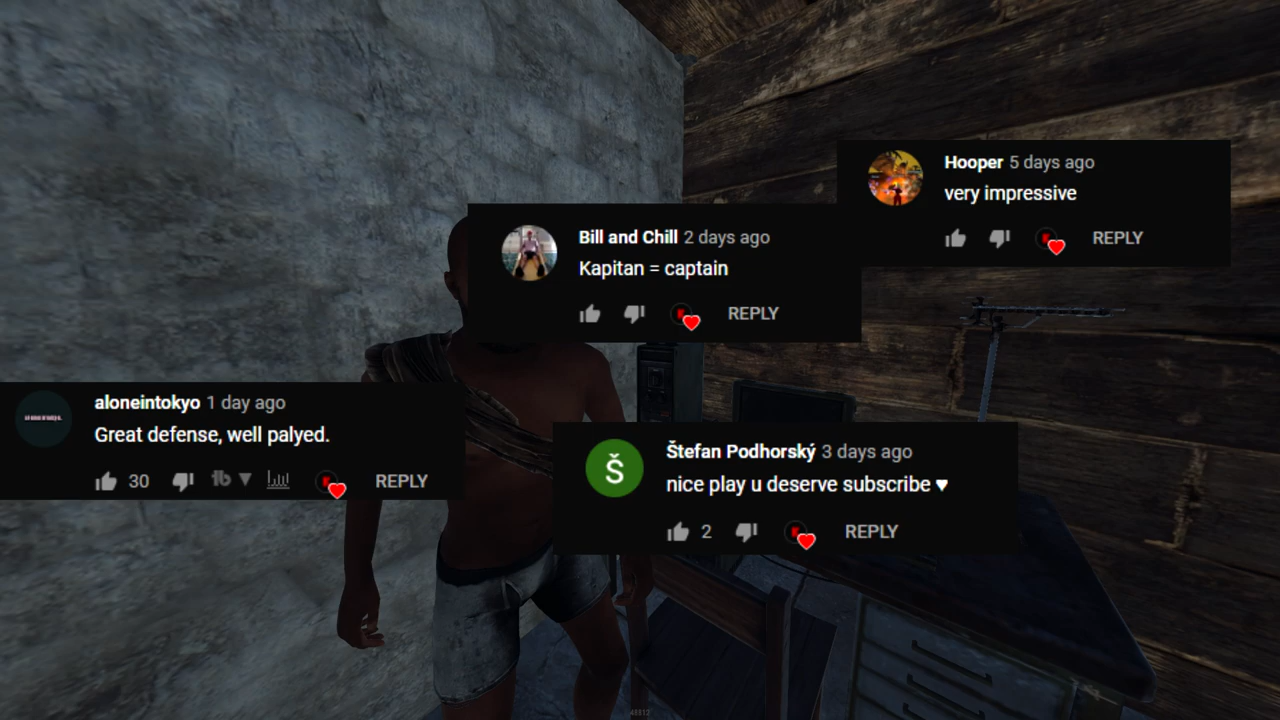 Hooper 5 days ago
very impressive
REPLY
Bill and Chill 2 days ago
Kapitan = captain
REPLY
aloneintokyo 1 day ago
Great defense, well palyed.
30 REPLY
Š
Štefan Podhorský 3 days ago
nice play u deserve subscribe ♥
2 REPLY